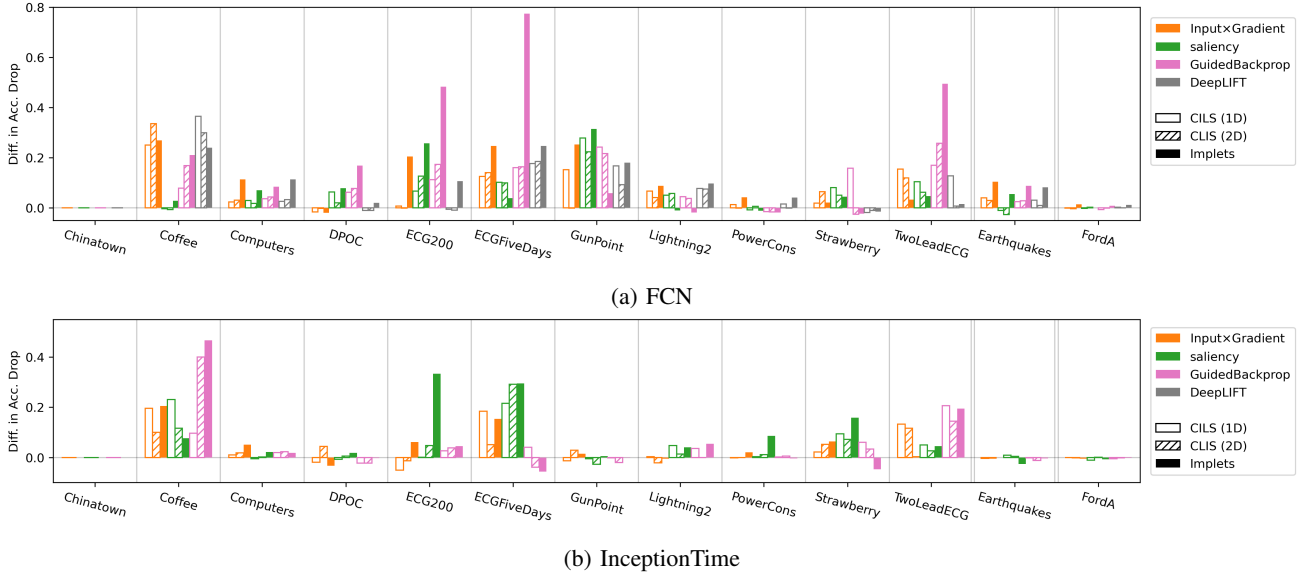 0.8
0.6
0.4
0.2
0.0
Diff. in Acc. Drop
Chinatown
Coffee
Computers
DPOC
ECG200
ECGFiveDays
GunPoint
Lightning2
PowerCons
Strawberry
TwoLeadECG
Earthquakes
FordA
Input×Gradient
saliency
GuidedBackprop
DeepLIFT
CILS (1D)
CLIS (2D)
Implets
(a) FCN
0.4
0.2
0.0
Diff. in Acc. Drop
Chinatown
Coffee
Computers
DPOC
ECG200
ECGFiveDays
GunPoint
Lightning2
PowerCons
Strawberry
TwoLeadECG
Earthquakes
FordA
Input×Gradient
saliency
GuidedBackprop
DeepLIFT
CILS (1D)
CLIS (2D)
Implets
(b) InceptionTime